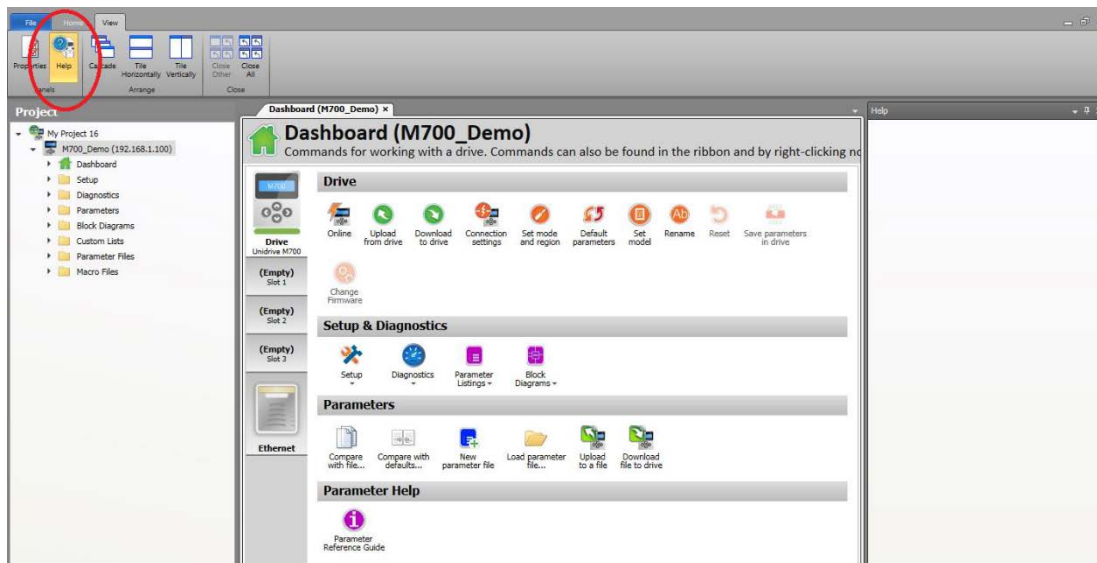 File Home View
Properties Help Cascade Tile Horizontally Tile Vertically Close Other Close All
Panels Arrange Close
Project
My Project 16
M700_Demo (192.168.1.100)
Dashboard
Setup
Diagnostics
Parameters
Block Diagrams
Custom Lists
Parameter Files
Macro Files
Dashboard (M700_Demo) ×
Dashboard (M700_Demo)
Commands for working with a drive. Commands can also be found in the ribbon and by right-clicking no
M700
Drive
Unidrive M700
(Empty)
Slot 1
(Empty)
Slot 2
(Empty)
Slot 3
Ethernet
Drive
Online
Upload from drive
Download to drive
Connection settings
Set mode and region
Default parameters
Set model
Ab
Rename
Reset
Save parameters in drive
Change Firmware
Setup & Diagnostics
Setup
Diagnostics
Parameter Listings
Block Diagrams
Parameters
Compare with file...
Compare with defaults...
New parameter file
Load parameter file...
Upload to a file
Download file to drive
Parameter Help
Parameter Reference Guide
Help